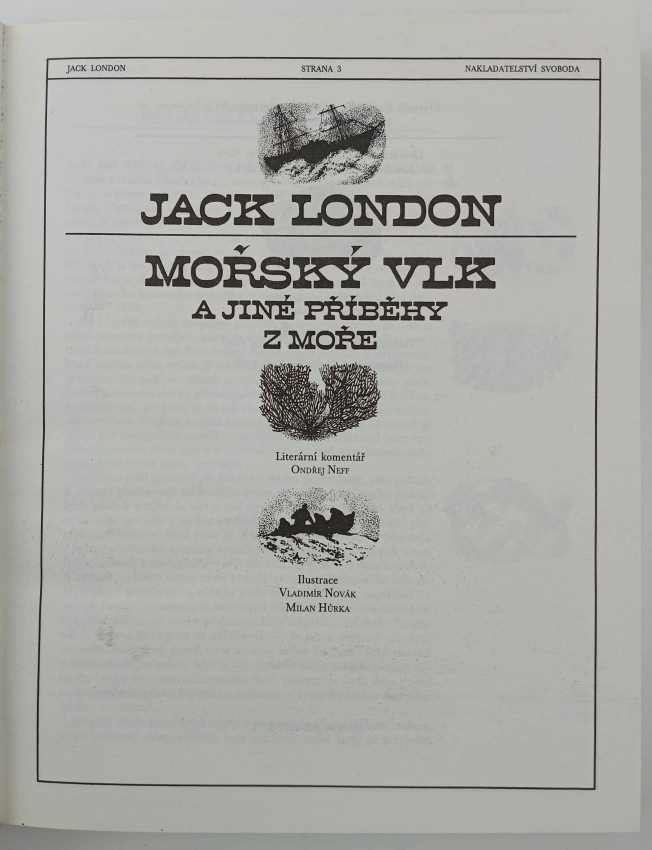 JACK LONDON STRANA 3 NAKLADATELSTVÍ SVOBODA
JACK LONDON
MOŘSKÝ VLK
A JINÉ PŘÍBĚHY
Z MOŘE
Literární komentář
ONDŘEJ NEFF
Ilustrace
VLADIMÍR NOVÁK
MILAN HŮRKA